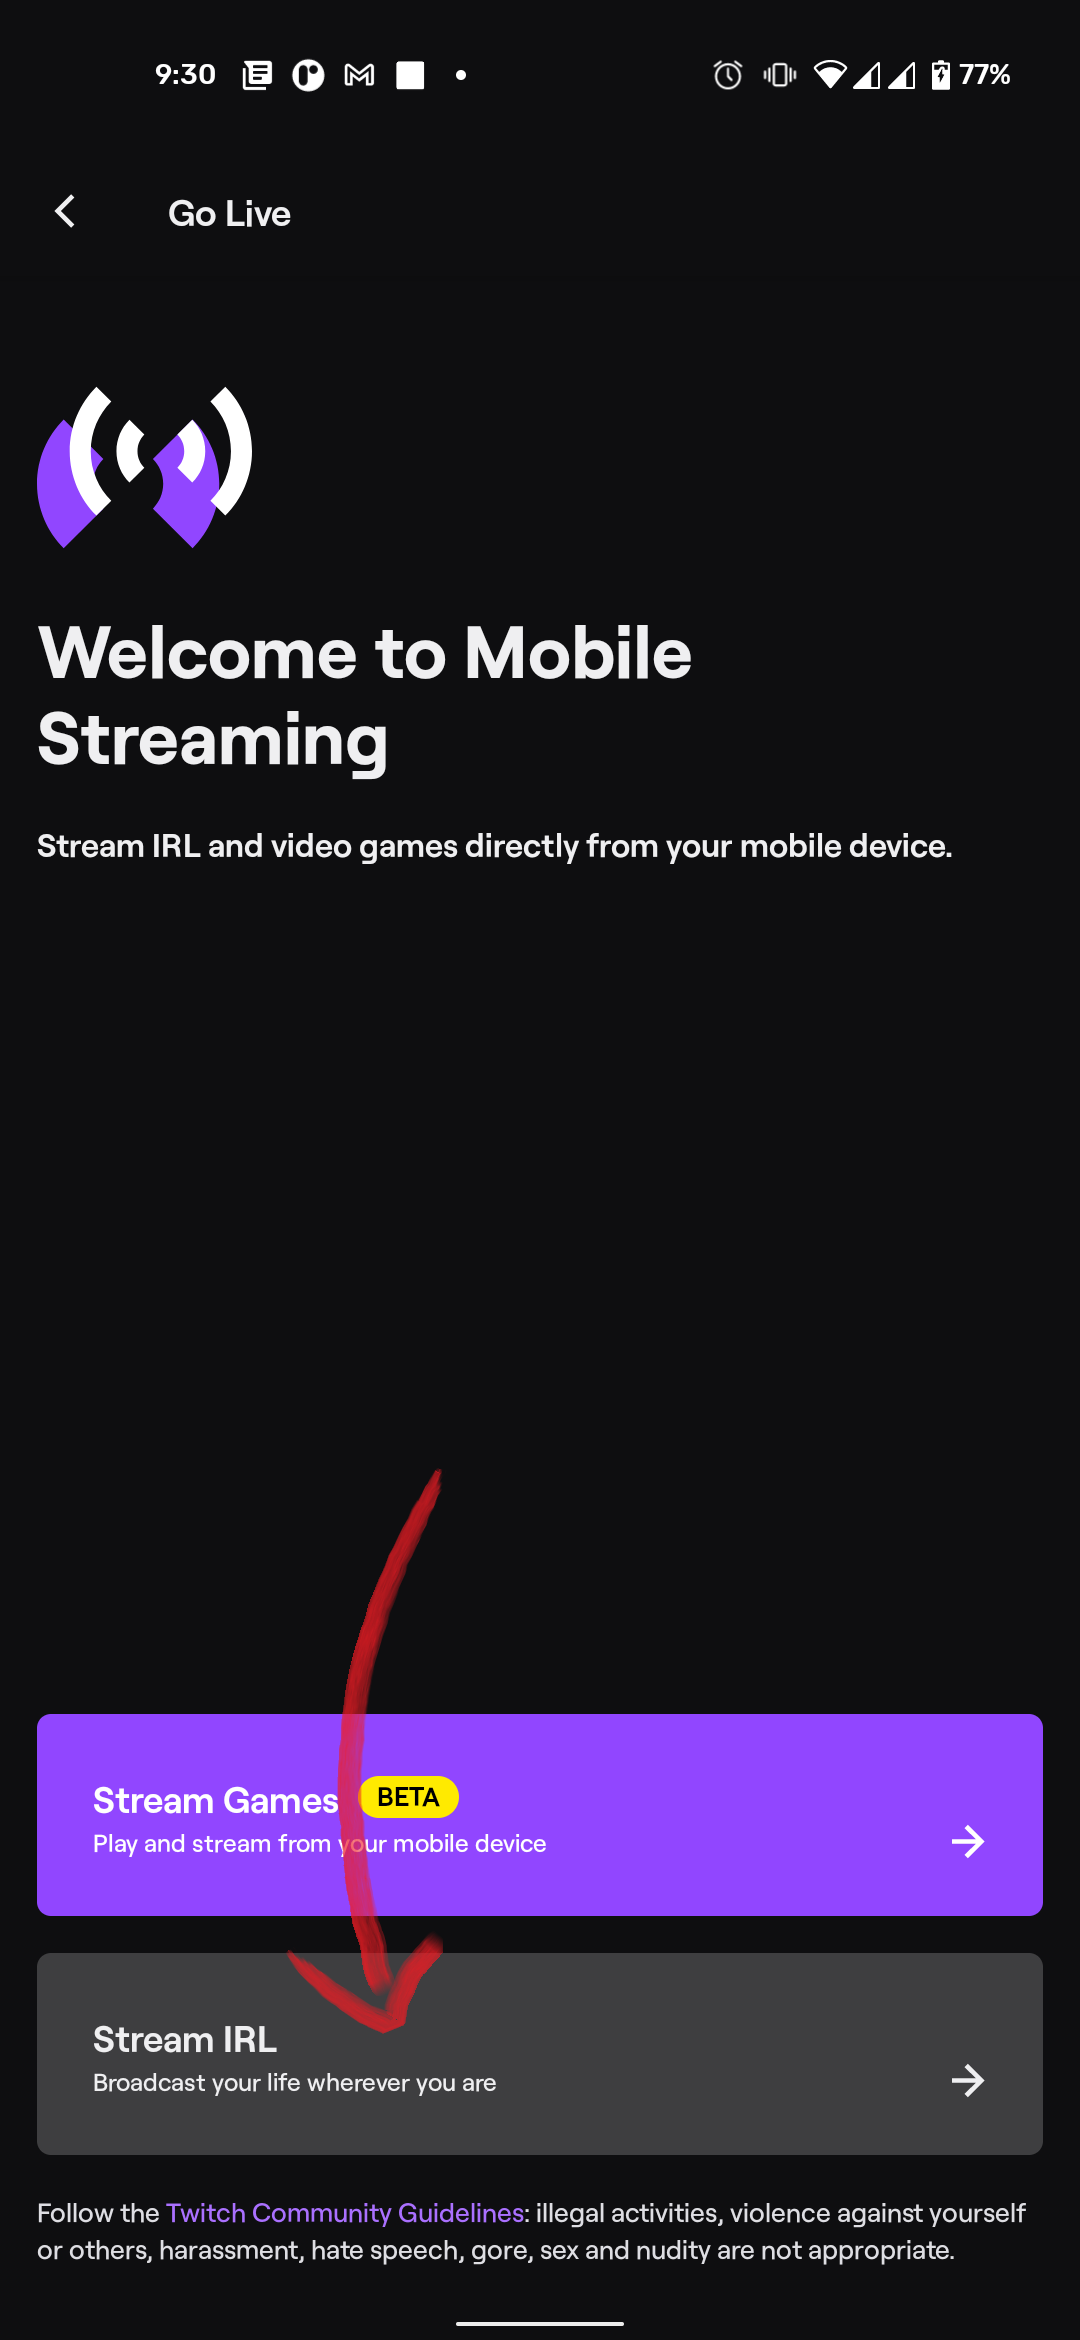 9:30 77%
Go Live
Welcome to Mobile
Streaming
Stream IRL and video games directly from your mobile device.
Stream Games BETA
Play and stream from your mobile device
Stream IRL
Broadcast your life wherever you are
Follow the Twitch Community Guidelines: illegal activities, violence against yourself
or others, harassment, hate speech, gore, sex and nudity are not appropriate.